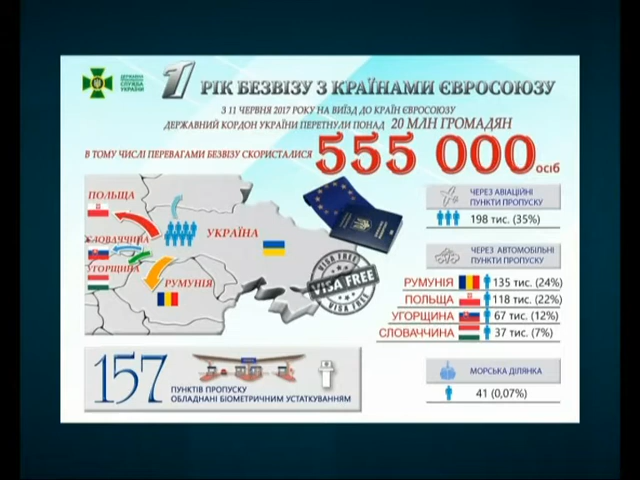 ДЕРЖАВНА
ПРИКОРДОННА
СЛУЖБА
УКРАЇНИ
1 РІК БЕЗВІЗУ З КРАЇНАМИ ЄВРОСОЮЗУ
З 11 ЧЕРВНЯ 2017 РОКУ НА ВИЇЗД ДО КРАЇН ЄВРОСОЮЗУ
ДЕРЖАВНИЙ КОРДОН УКРАЇНИ ПЕРЕТНУЛИ ПОНАД 20 МЛН ГРОМАДЯН
В ТОМУ ЧИСЛІ ПЕРЕВАГАМИ БЕЗВІЗУ СКОРИСТАЛИСЯ 555 000 ОСІБ
ПОЛЬЩА
СЛОВАЧЧИНА
УГОРЩИНА
УКРАЇНА
РУМУНІЯ
VISA FREE
VISA FREE
VISA FREE
ЧЕРЕЗ АВІАЦІЙНІ
ПУНКТИ ПРОПУСКУ
198 тис. (35%)
ЧЕРЕЗ АВТОМОБІЛЬНІ
ПУНКТИ ПРОПУСКУ
РУМУНІЯ 135 тис. (24%)
ПОЛЬЩА 118 тис. (22%)
УГОРЩИНА 67 тис. (12%)
СЛОВАЧЧИНА 37 тис. (7%)
МОРСЬКА ДІЛЯНКА
41 (0,07%)
157
ПУНКТІВ ПРОПУСКУ
ОБЛАДНАНІ БІОМЕТРИЧНИМ УСТАТКУВАННЯМ